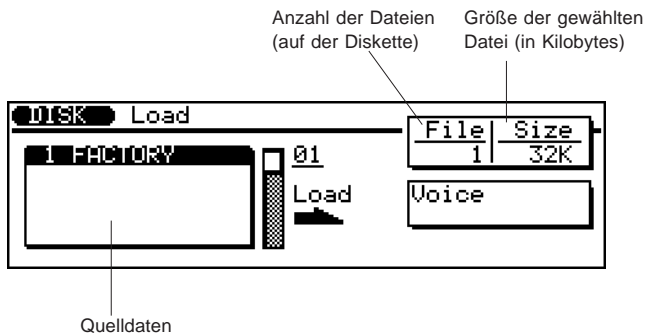 Anzahl der Dateien
(auf der Diskette)
Größe der gewählten
Datei (in Kilobytes)
DISK Load
File Size
1 32K
1 FACTORY
01
Load
Voice
Quelldaten